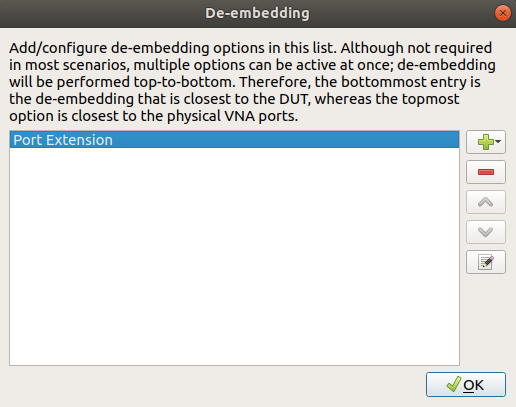 De-embedding
Add/configure de-embedding options in this list. Although not required
in most scenarios, multiple options can be active at once; de-embedding
will be performed top-to-bottom. Therefore, the bottommost entry is
the de-embedding that is closest to the DUT, whereas the topmost
option is closest to the physical VNA ports.
Port Extension
OK